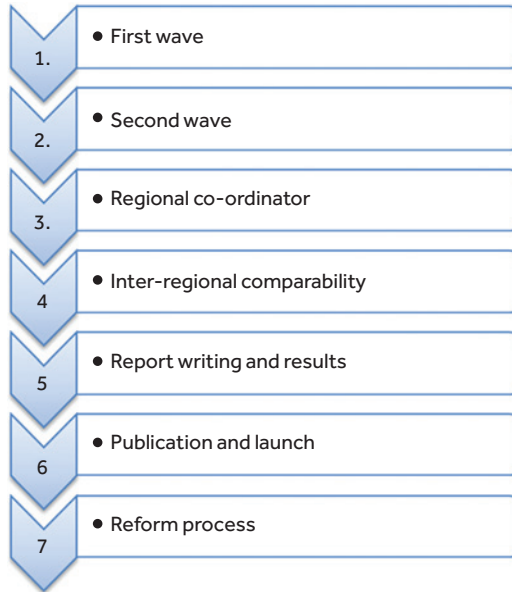 1.
• First wave
2.
• Second wave
3.
• Regional co-ordinator
4
• Inter-regional comparability
5
• Report writing and results
6
• Publication and launch
7
• Reform process